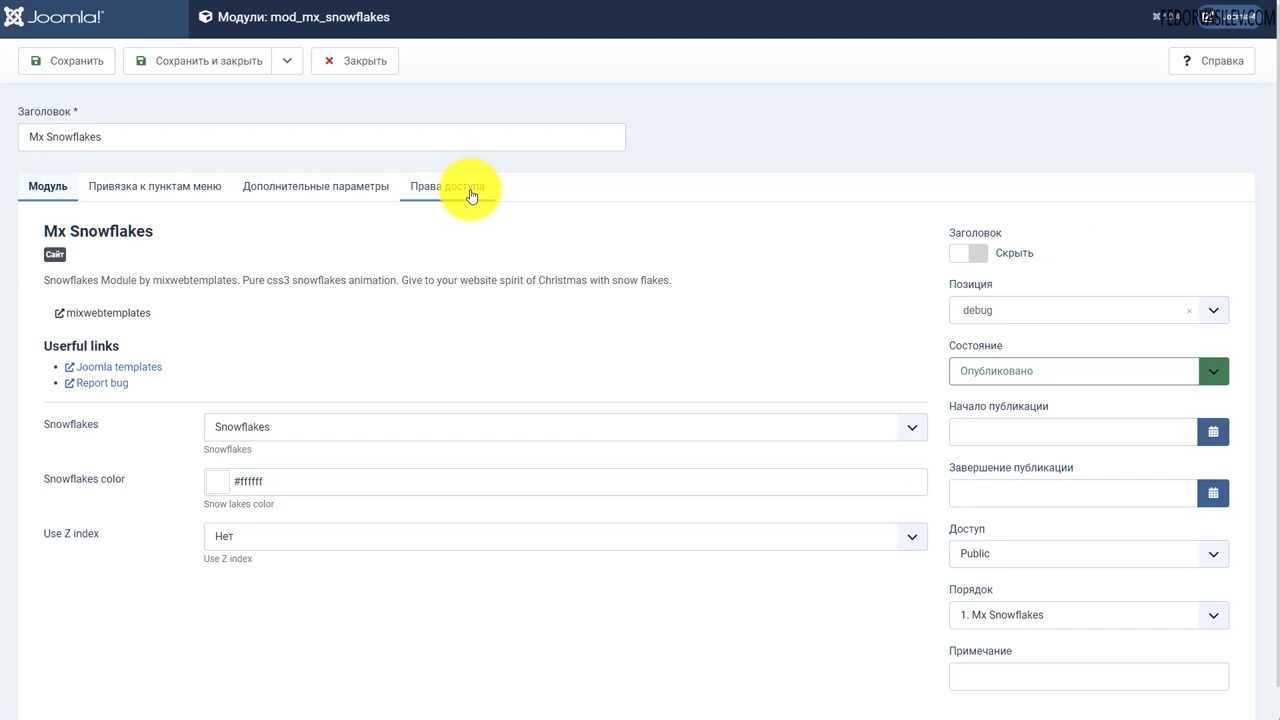 Joomla!
Модули: mod_mx_snowflakes
FEDORVASILEV.COM
Сохранить
Сохранить и закрыть
Закрыть
? Справка
Заголовок *
Mx Snowflakes
Модуль
Привязка к пунктам меню
Дополнительные параметры
Права доступа
Mx Snowflakes
Сайт
Snowflakes Module by mixwebtemplates. Pure css3 snowflakes animation. Give to your website spirit of Christmas with snow flakes.
mixwebtemplates
Userful links
Joomla templates
Report bug
Snowflakes
Snowflakes
Snowflakes
Snowflakes color
#ffffff
Snow lakes color
Use Z index
Нет
Use Z index
Заголовок
Скрыть
Позиция
debug
Состояние
Опубликовано
Начало публикации
Завершение публикации
Доступ
Public
Порядок
1. Mx Snowflakes
Примечание